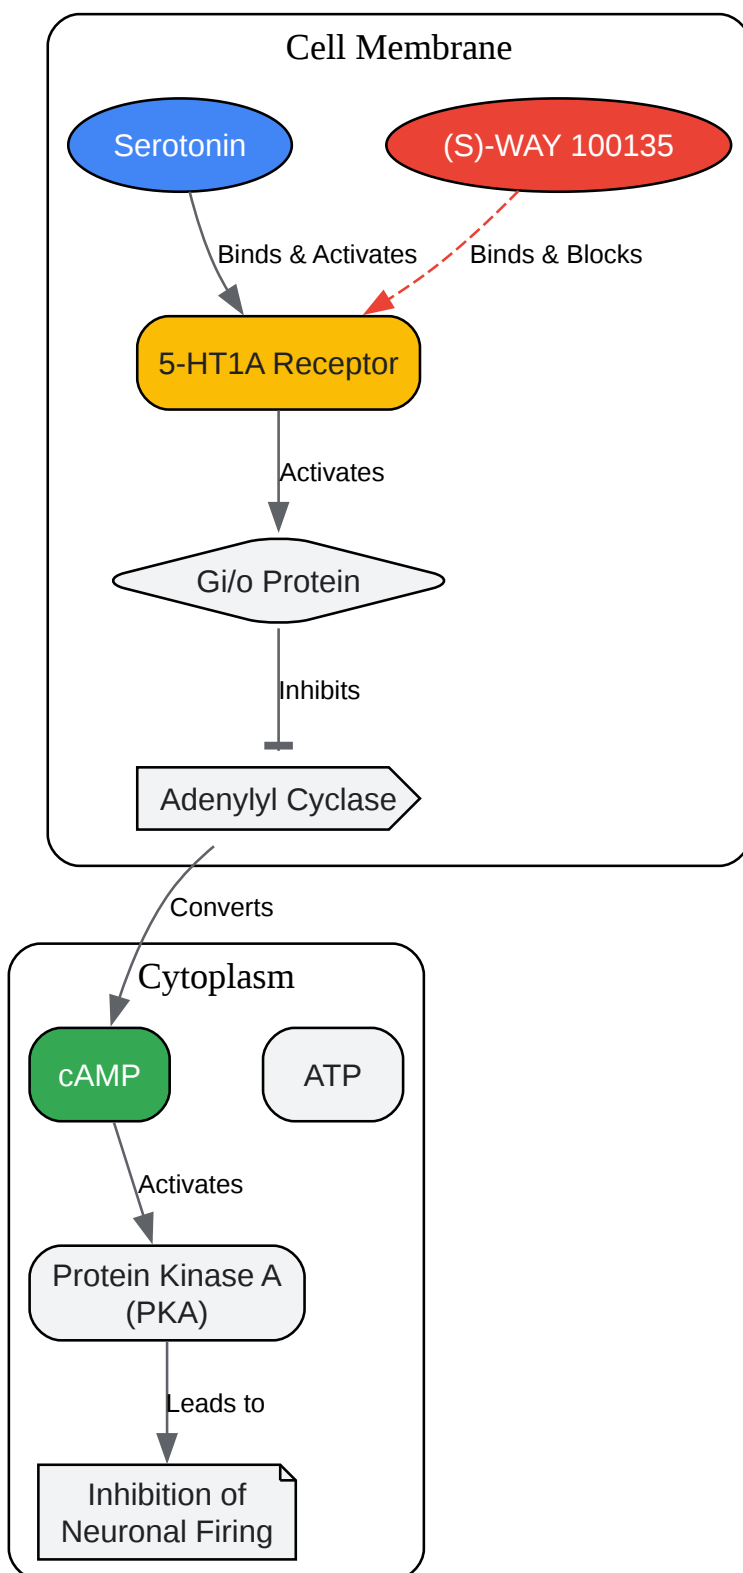 Cell Membrane
Serotonin
(S)-WAY 100135
Binds & Activates
Binds & Blocks
5-HT1A Receptor
Activates
Gi/o Protein
Inhibits
Adenylyl Cyclase
Converts
Cytoplasm
cAMP
ATP
Activates
Protein Kinase A
(PKA)
Leads to
Inhibition of
Neuronal Firing